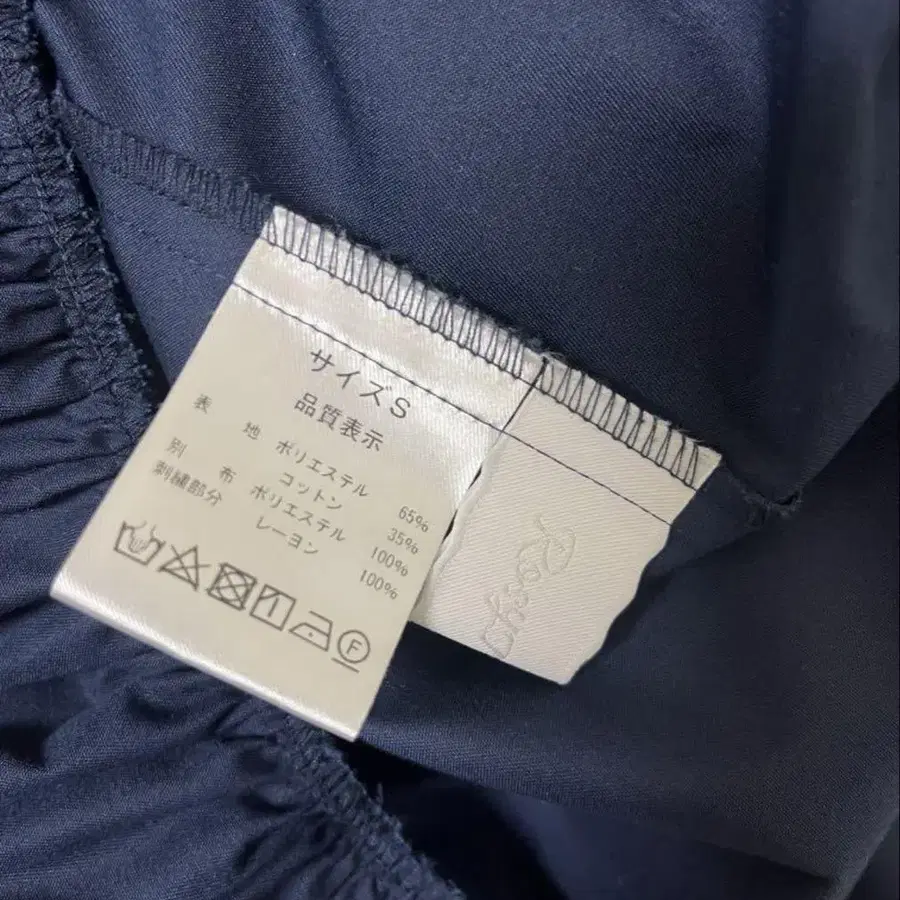 サイズS
品質表示
表 地 ポリエステル 65%
コットン 35%
別 布 ポリエステル 100%
刺繍部分 レーヨン 100%
F